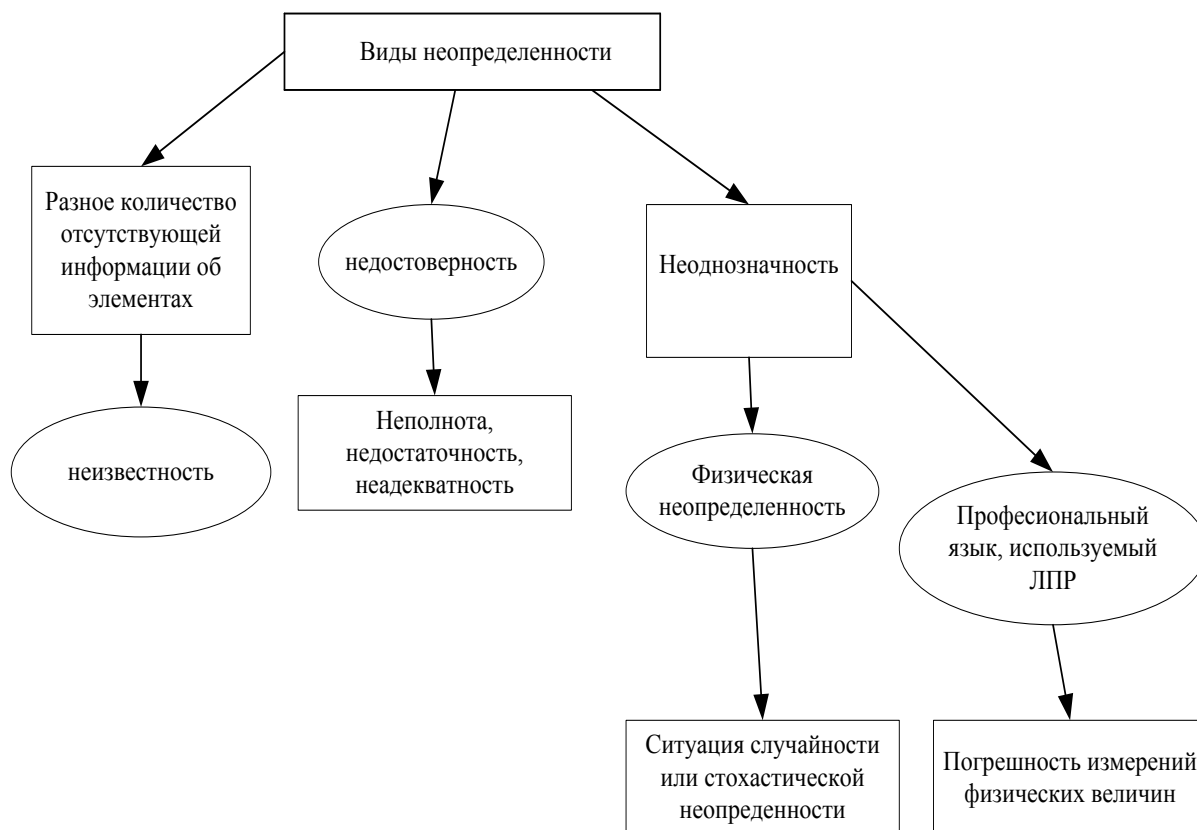 Виды неопределенности
Разное количество
отсутствующей
информации об
элементах
недостоверность
Неоднозначность
неизвестность
Неполнота,
недостаточность,
неадекватность
Физическая
неопределенность
Професиональный
язык, используемый
ЛПР
Ситуация случайности
или стохастической
неопреденности
Погрешность измерений
физических величин